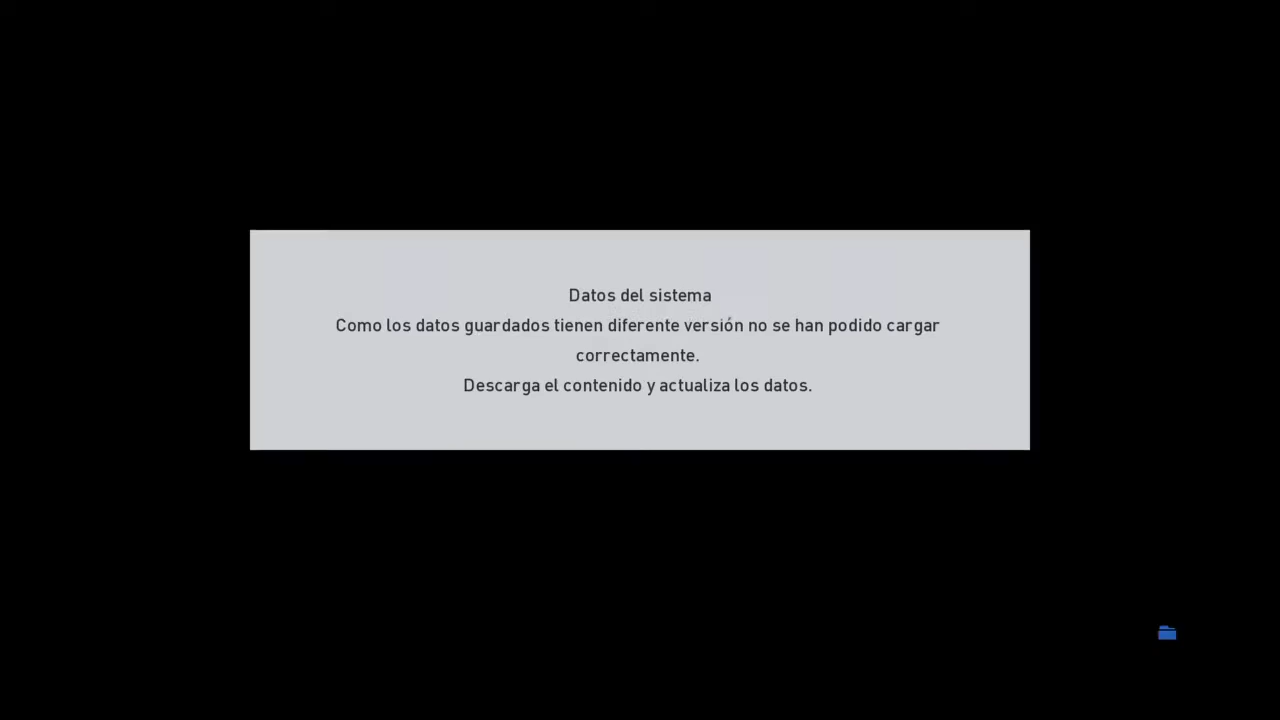 Datos del sistema
Como los datos guardados tienen diferente versión no se han podido cargar
correctamente.
Descarga el contenido y actualiza los datos.